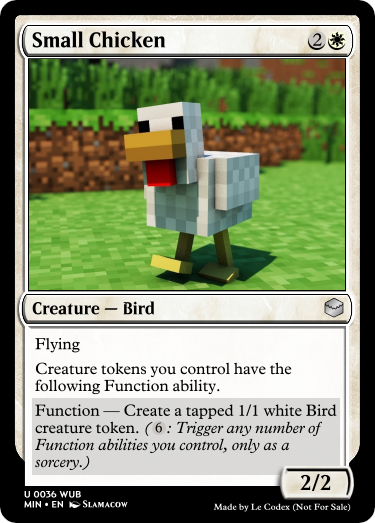 Small Chicken 2
Creature — Bird
Flying
Creature tokens you control have the
following Function ability.
Function — Create a tapped 1/1 white Bird
creature token. (6: Trigger any number of
Function abilities you control, only as a
sorcery.)
2/2
U 0036 WUB
MIN • EN SLAMACOW
Made by Le Codex (Not For Sale)